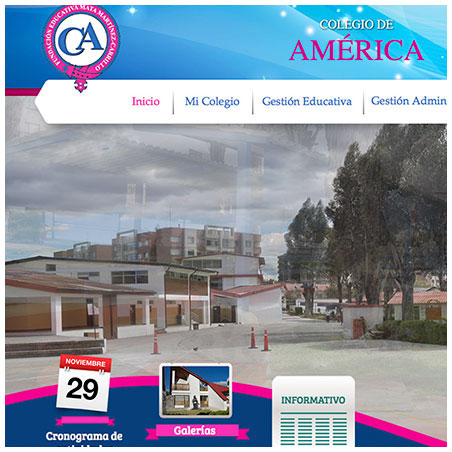 FUNDACIÓN EDUCATIVA MATA MARTÍNEZ CARRILLO
CA
COLEGIO DE
AMÉRICA
Inicio
Mi Colegio
Gestión Educativa
Gestión Admin
NOVIEMBRE
29
Cronograma de
Galerías
INFORMATIVO